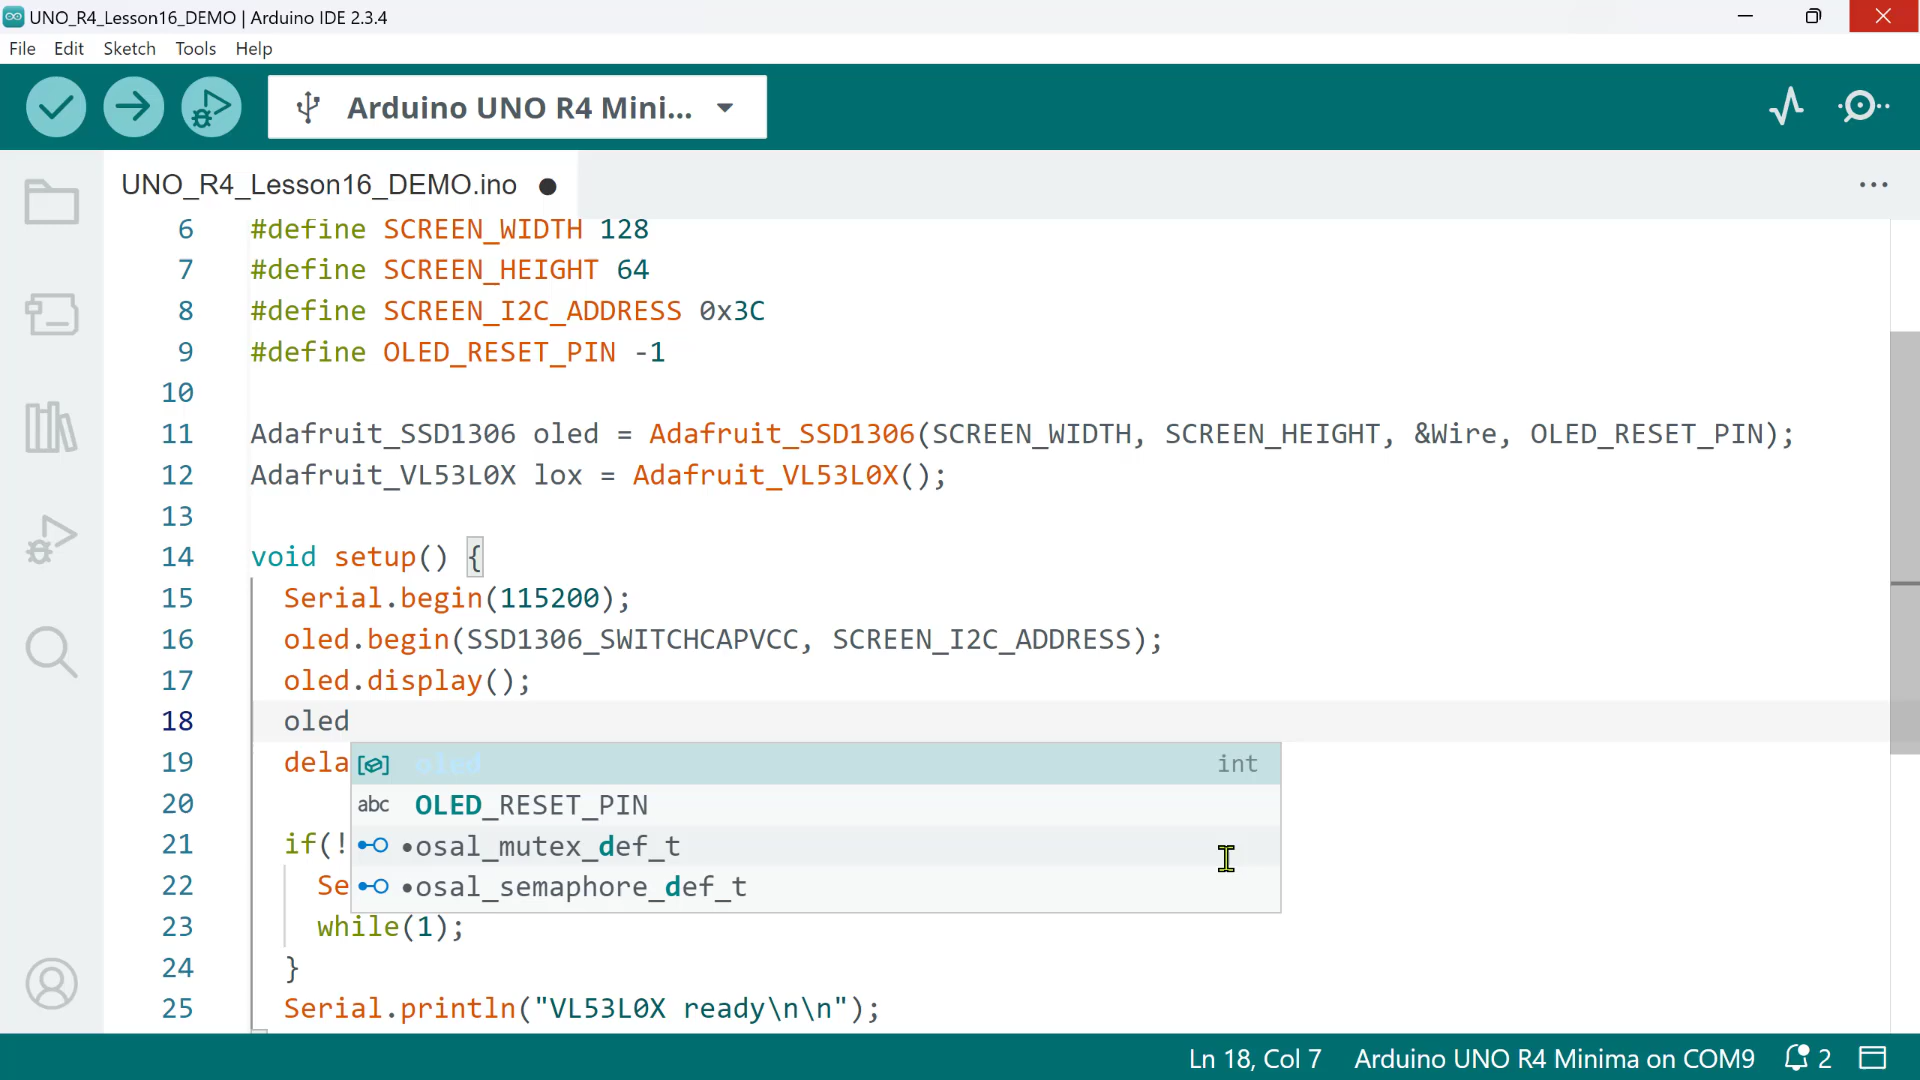 UNO_R4_Lesson16_DEMO | Arduino IDE 2.3.4
File Edit Sketch Tools Help
Arduino UNO R4 Mini...
UNO_R4_Lesson16_DEMO.ino
6 #define SCREEN_WIDTH 128
7 #define SCREEN_HEIGHT 64
8 #define SCREEN_I2C_ADDRESS 0x3C
9 #define OLED_RESET_PIN -1
10
11 Adafruit_SSD1306 oled = Adafruit_SSD1306(SCREEN_WIDTH, SCREEN_HEIGHT, &Wire, OLED_RESET_PIN);
12 Adafruit_VL53L0X lox = Adafruit_VL53L0X();
13
14 void setup() {
15 Serial.begin(115200);
16 oled.begin(SSD1306_SWITCHCAPVCC, SCREEN_I2C_ADDRESS);
17 oled.display();
18 oled
19 dela oled int
20 abc OLED_RESET_PIN
21 if(! •osal_mutex_def_t
22 Se •osal_semaphore_def_t
23 while(1);
24 }
25 Serial.println("VL53L0X ready\n\n");
Ln 18, Col 7 Arduino UNO R4 Minima on COM9 2